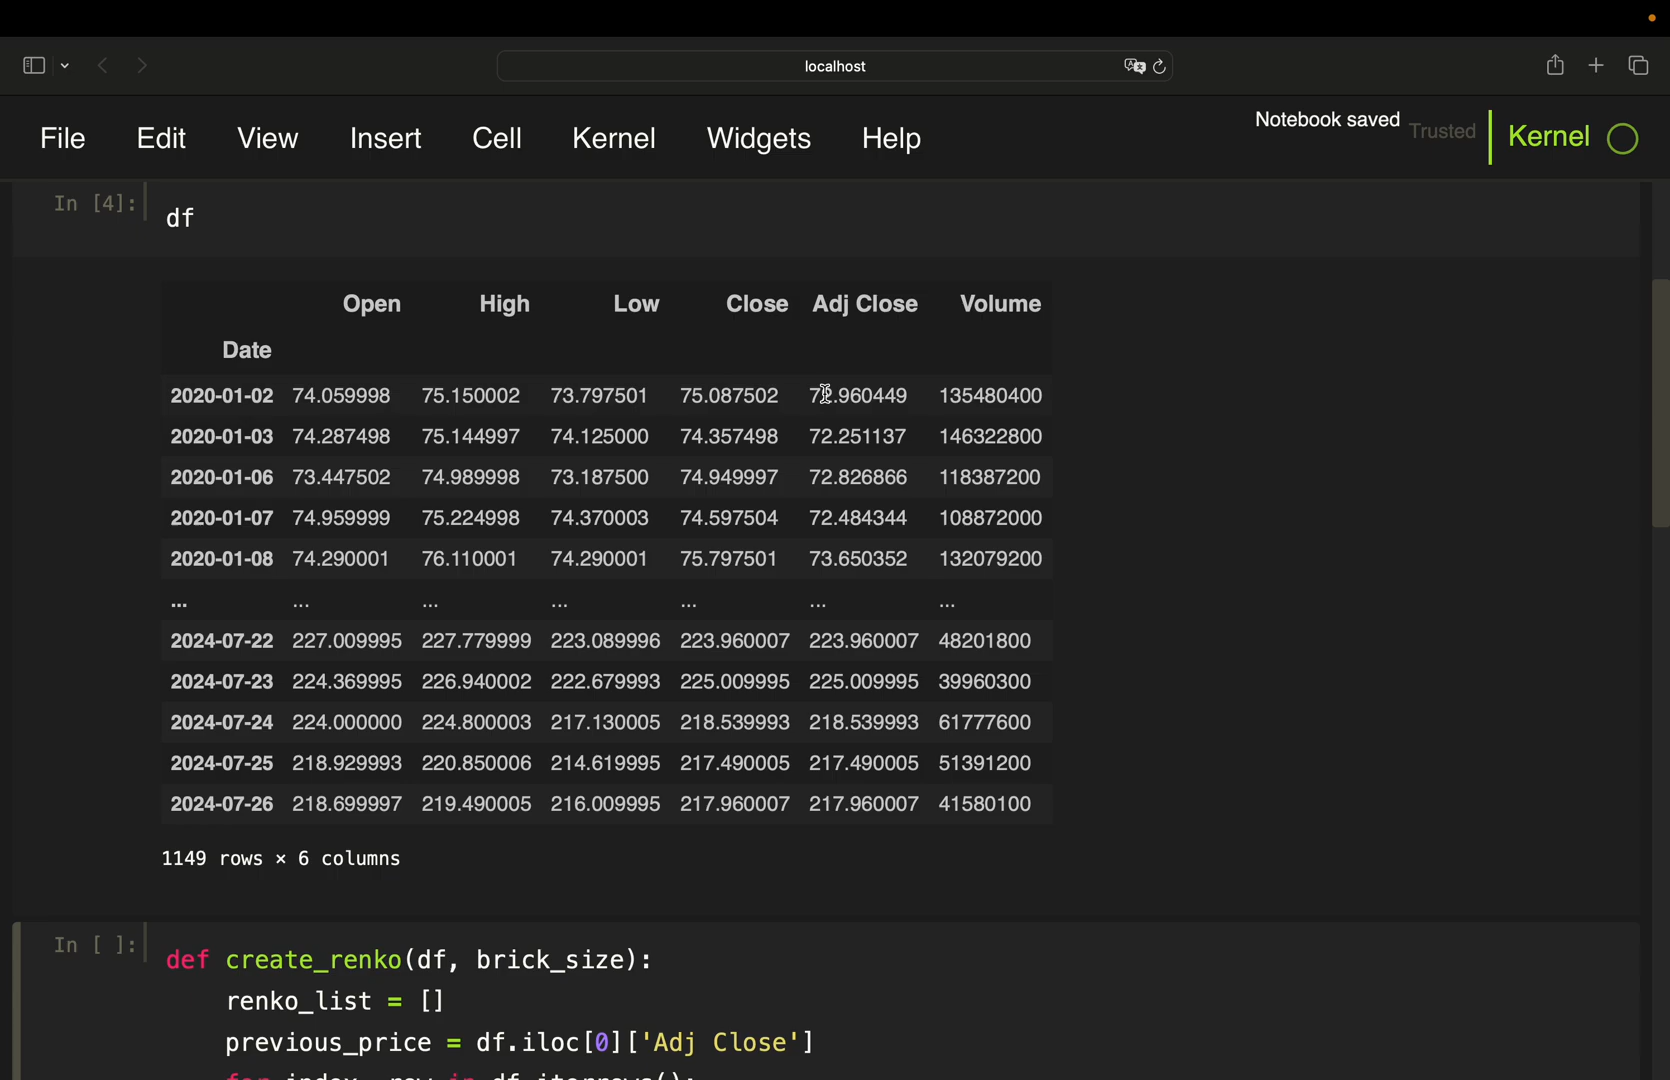 localhost
File Edit View Insert Cell Kernel Widgets Help Notebook saved Trusted Kernel
In [4]: df
Open High Low Close Adj Close Volume
Date
2020-01-02 74.059998 75.150002 73.797501 75.087502 72.960449 135480400
2020-01-03 74.287498 75.144997 74.125000 74.357498 72.251137 146322800
2020-01-06 73.447502 74.989998 73.187500 74.949997 72.826866 118387200
2020-01-07 74.959999 75.224998 74.370003 74.597504 72.484344 108872000
2020-01-08 74.290001 76.110001 74.290001 75.797501 73.650352 132079200
... ... ... ... ... ... ...
2024-07-22 227.009995 227.779999 223.089996 223.960007 223.960007 48201800
2024-07-23 224.369995 226.940002 222.679993 225.009995 225.009995 39960300
2024-07-24 224.000000 224.800003 217.130005 218.539993 218.539993 61777600
2024-07-25 218.929993 220.850006 214.619995 217.490005 217.490005 51391200
2024-07-26 218.699997 219.490005 216.009995 217.960007 217.960007 41580100
1149 rows × 6 columns
In [ ]: def create_renko(df, brick_size):
renko_list = []
previous_price = df.iloc[0]['Adj Close']
for index, row in df.iterrows():